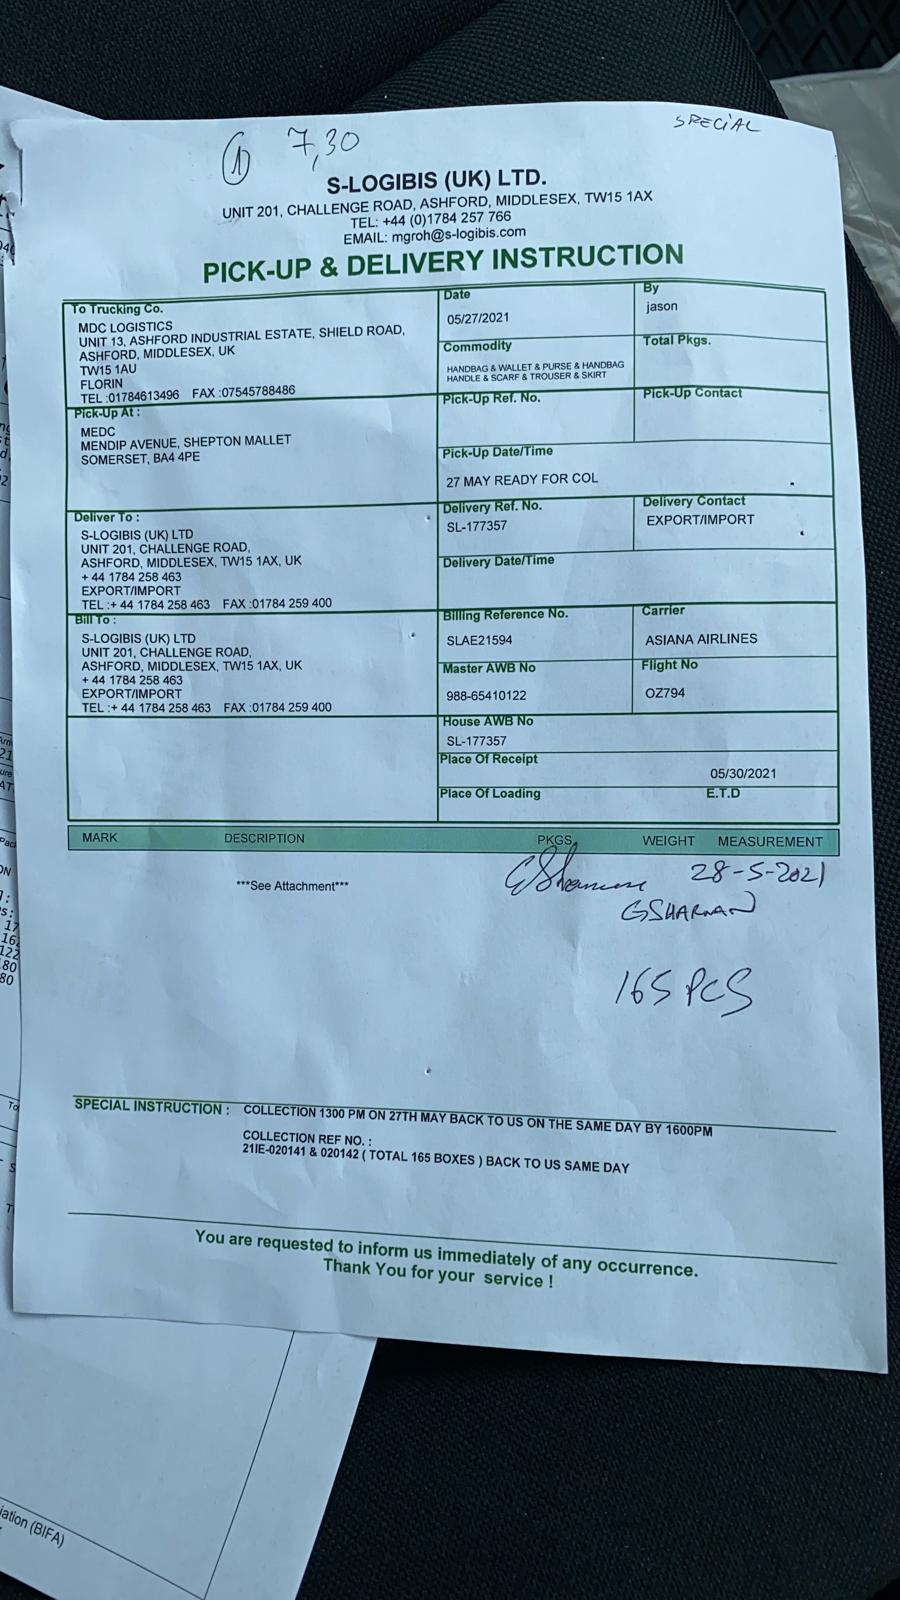 ① 7,30
SPECIAL
S-LOGIBIS (UK) LTD.
UNIT 201, CHALLENGE ROAD, ASHFORD, MIDDLESEX, TW15 1AX
TEL: +44 (0)1784 257 766
EMAIL: mgroh@s-logibis.com
PICK-UP & DELIVERY INSTRUCTION
To Trucking Co.
MDC LOGISTICS
UNIT 13, ASHFORD INDUSTRIAL ESTATE, SHIELD ROAD,
ASHFORD, MIDDLESEX, UK
TW15 1AU
FLORIN
TEL :01784613496 FAX :07545788486
Date
05/27/2021
By
jason
Commodity
HANDBAG & WALLET & PURSE & HANDBAG
HANDLE & SCARF & TROUSER & SKIRT
Total Pkgs.
Pick-Up Ref. No.
Pick-Up Contact
Pick-Up At :
MEDC
MENDIP AVENUE, SHEPTON MALLET
SOMERSET, BA4 4PE
Pick-Up Date/Time
27 MAY READY FOR COL
Deliver To :
S-LOGIBIS (UK) LTD
UNIT 201, CHALLENGE ROAD,
ASHFORD, MIDDLESEX, TW15 1AX, UK
+ 44 1784 258 463
EXPORT/IMPORT
TEL :+ 44 1784 258 463 FAX :01784 259 400
Delivery Ref. No.
SL-177357
Delivery Contact
EXPORT/IMPORT
Delivery Date/Time
Bill To :
S-LOGIBIS (UK) LTD
UNIT 201, CHALLENGE ROAD,
ASHFORD, MIDDLESEX, TW15 1AX, UK
+ 44 1784 258 463
EXPORT/IMPORT
TEL :+ 44 1784 258 463 FAX :01784 259 400
Billing Reference No.
SLAE21594
Carrier
ASIANA AIRLINES
Master AWB No
988-65410122
Flight No
OZ794
House AWB No
SL-177357
Place Of Receipt
05/30/2021
Place Of Loading E.T.D
MARK DESCRIPTION PKGS. WEIGHT MEASUREMENT
***See Attachment***
28-5-2021
165 PCS
SPECIAL INSTRUCTION : COLLECTION 1300 PM ON 27TH MAY BACK TO US ON THE SAME DAY BY 1600PM
COLLECTION REF NO. :
21IE-020141 & 020142 ( TOTAL 165 BOXES ) BACK TO US SAME DAY
You are requested to inform us immediately of any occurrence.
Thank You for your service !
iation (BIFA)